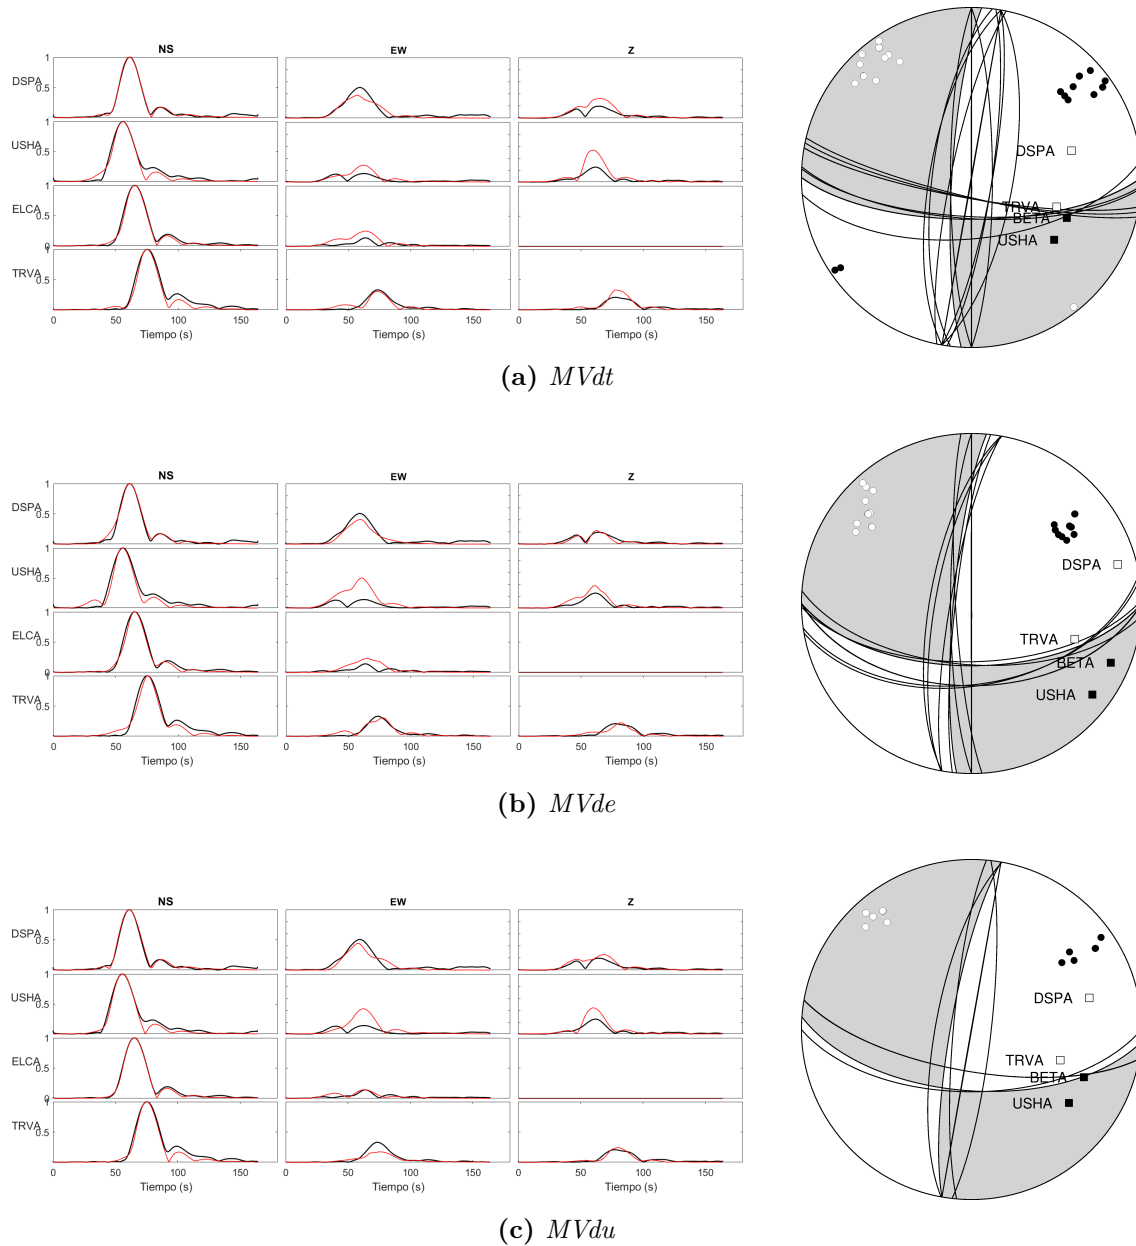 NS EW Z
DSPA 1 0.5
USHA 1 0.5
ELCA 1 0.5
TRVA 0 1 0.5
0 50 100 150 0 50 100 150 0 50 100 150
Tiempo (s) Tiempo (s) Tiempo (s)
DSPA
TRVA
BETA
USHA
(a) MVdt
NS EW Z
DSPA 1 0.5
USHA 1 0.5
ELCA 1 0.5
TRVA 0 1 0.5
0 50 100 150 0 50 100 150 0 50 100 150
Tiempo (s) Tiempo (s) Tiempo (s)
DSPA
TRVA
BETA
USHA
(b) MVde
NS EW Z
DSPA 1 0.5
USHA 1 0.5
ELCA 1 0.5
TRVA 0 1 0.5
0 50 100 150 0 50 100 150 0 50 100 150
Tiempo (s) Tiempo (s) Tiempo (s)
DSPA
TRVA
BETA
USHA
(c) MVdu